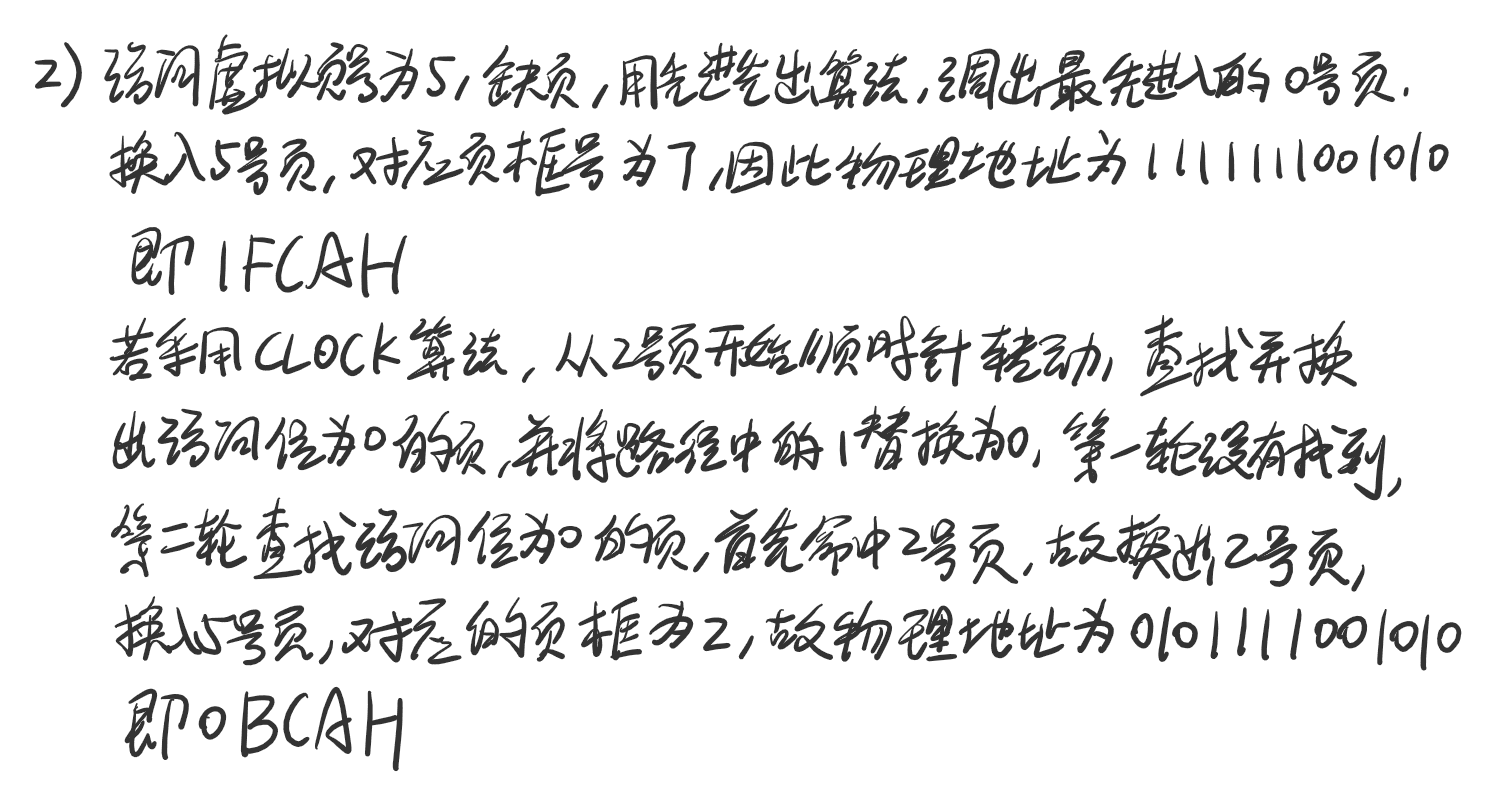 2) 访问虚拟页号为5,缺页,用先进先出算法,调出最先进入的0号页.
换入5号页,对应页框号为7,因此物理地址为1111111001010
即1FCAH
若采用CLOCK算法,从2号页开始顺时针转动,查找并换
出访问位为0的页,并将路径中的1替换为0,第一轮没有找到,
第二轮查找访问位为0的页,首先命中2号页,故换出2号页,
换入5号页,对应的页框为2,故物理地址为0101111001010
即0BCAH